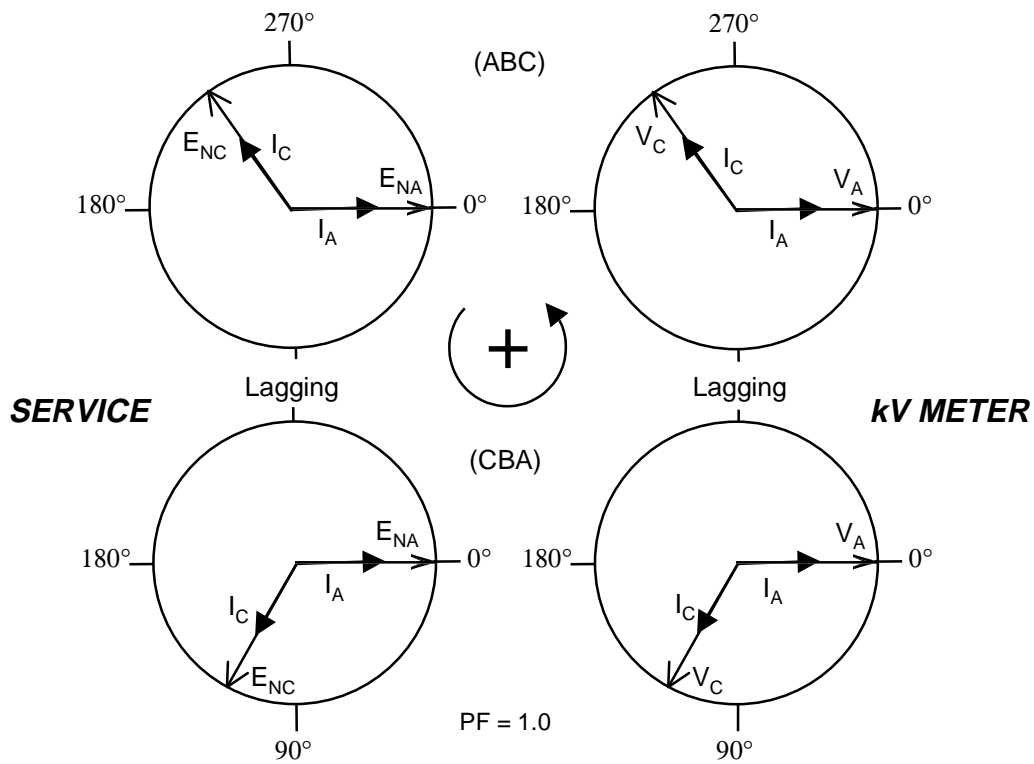 270°
(ABC)
270°
E_NC
I_C
E_NA
180°
0°
I_A
V_C
I_C
V_A
180°
0°
I_A
+
Lagging
Lagging
SERVICE
kV METER
(CBA)
E_NA
180°
0°
I_A
I_C
E_NC
V_A
180°
0°
I_A
I_C
V_C
PF = 1.0
90°
90°